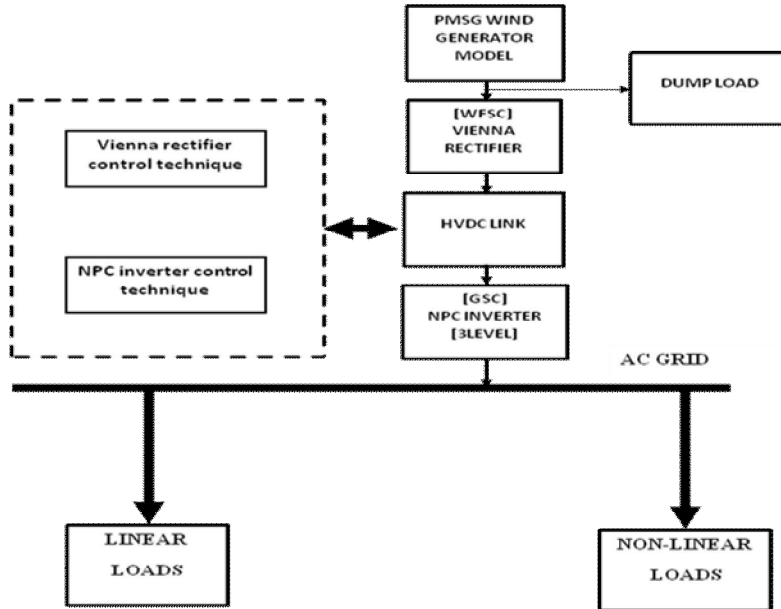 PMSG WIND
GENERATOR
MODEL
DUMP LOAD
[WFSC]
VIENNA
RECTIFIER
Vienna rectifier
control technique
HVDC LINK
NPC inverter control
technique
[GSC]
NPC INVERTER
[3LEVEL]
AC GRID
LINEAR
LOADS
NON-LINEAR
LOADS